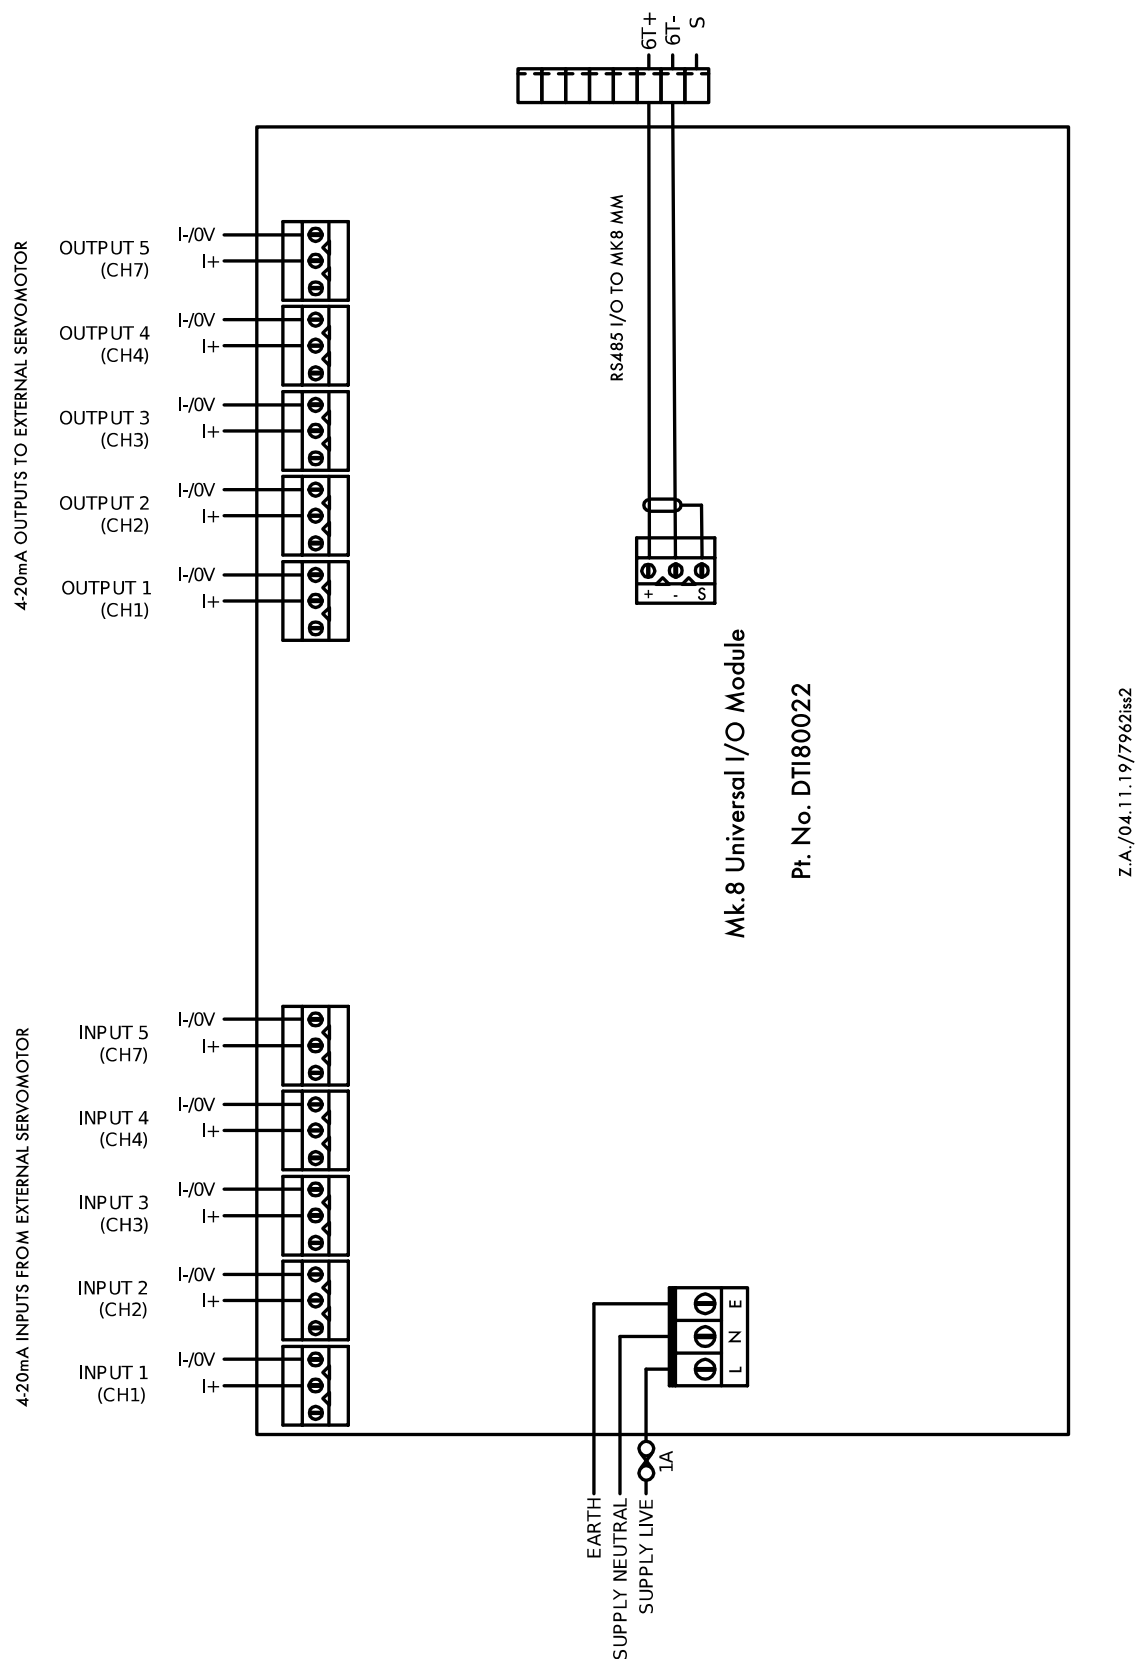 6T+
6T-
S
4-20mA OUTPUTS TO EXTERNAL SERVOMOTOR
OUTPUT 5
(CH7)
I-/0V
I+
OUTPUT 4
(CH4)
I-/0V
I+
OUTPUT 3
(CH3)
I-/0V
I+
OUTPUT 2
(CH2)
I-/0V
I+
OUTPUT 1
(CH1)
I-/0V
I+
RS485 I/O TO MK8 MM
+ - S
Mk.8 Universal I/O Module
Pt. No. DTI80022
4-20mA INPUTS FROM EXTERNAL SERVOMOTOR
INPUT 5
(CH7)
I-/0V
I+
INPUT 4
(CH4)
I-/0V
I+
INPUT 3
(CH3)
I-/0V
I+
INPUT 2
(CH2)
I-/0V
I+
INPUT 1
(CH1)
I-/0V
I+
L N E
1A
EARTH
SUPPLY NEUTRAL
SUPPLY LIVE
Z.A./04.11.19/7962iss2